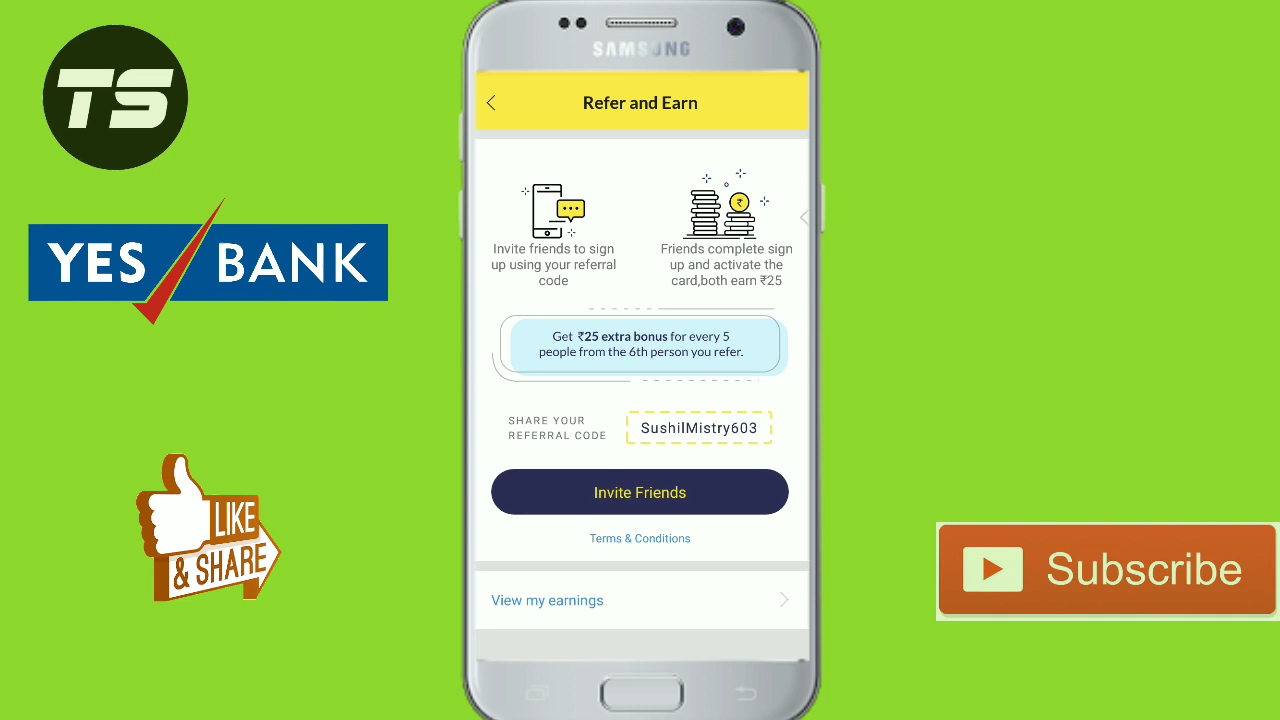 TS
YES BANK
LIKE
& SHARE
SAMSUNG
Refer and Earn
Invite friends to sign
up using your referral
code
Friends complete sign
up and activate the
card,both earn ₹25
Get ₹25 extra bonus for every 5
people from the 6th person you refer.
SHARE YOUR
REFERRAL CODE
SushilMistry603
Invite Friends
Terms & Conditions
View my earnings
Subscribe